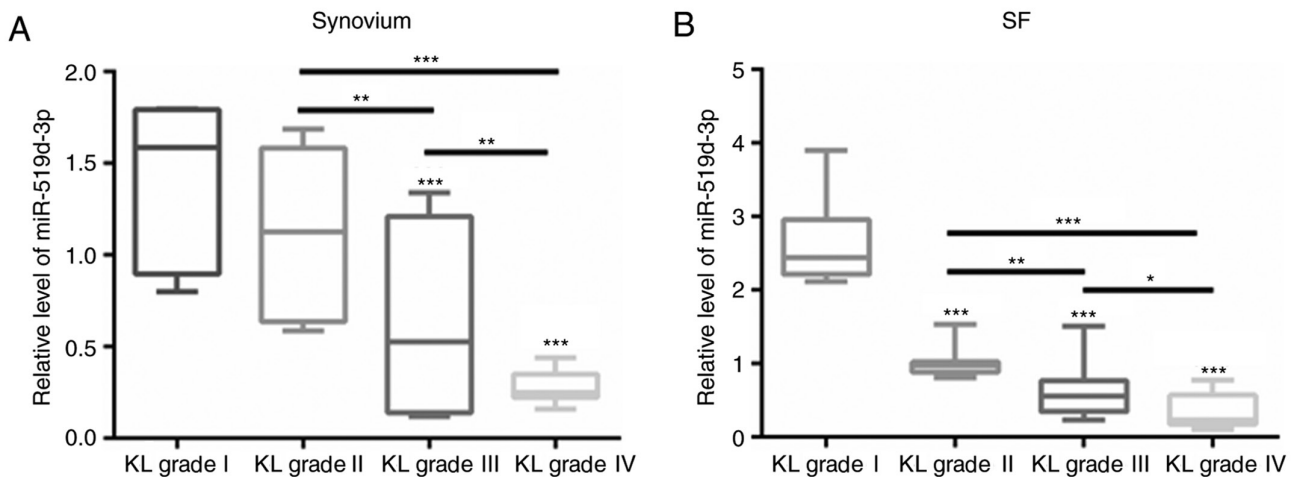 A
Synovium
Relative level of miR-519d-3p
2.0
1.5
1.0
0.5
0.0
***
**
**
***
***
KL grade I
KL grade II
KL grade III
KL grade IV
B
SF
Relative level of miR-519d-3p
5
4
3
2
1
0
***
**
*
***
***
***
KL grade I
KL grade II
KL grade III
KL grade IV